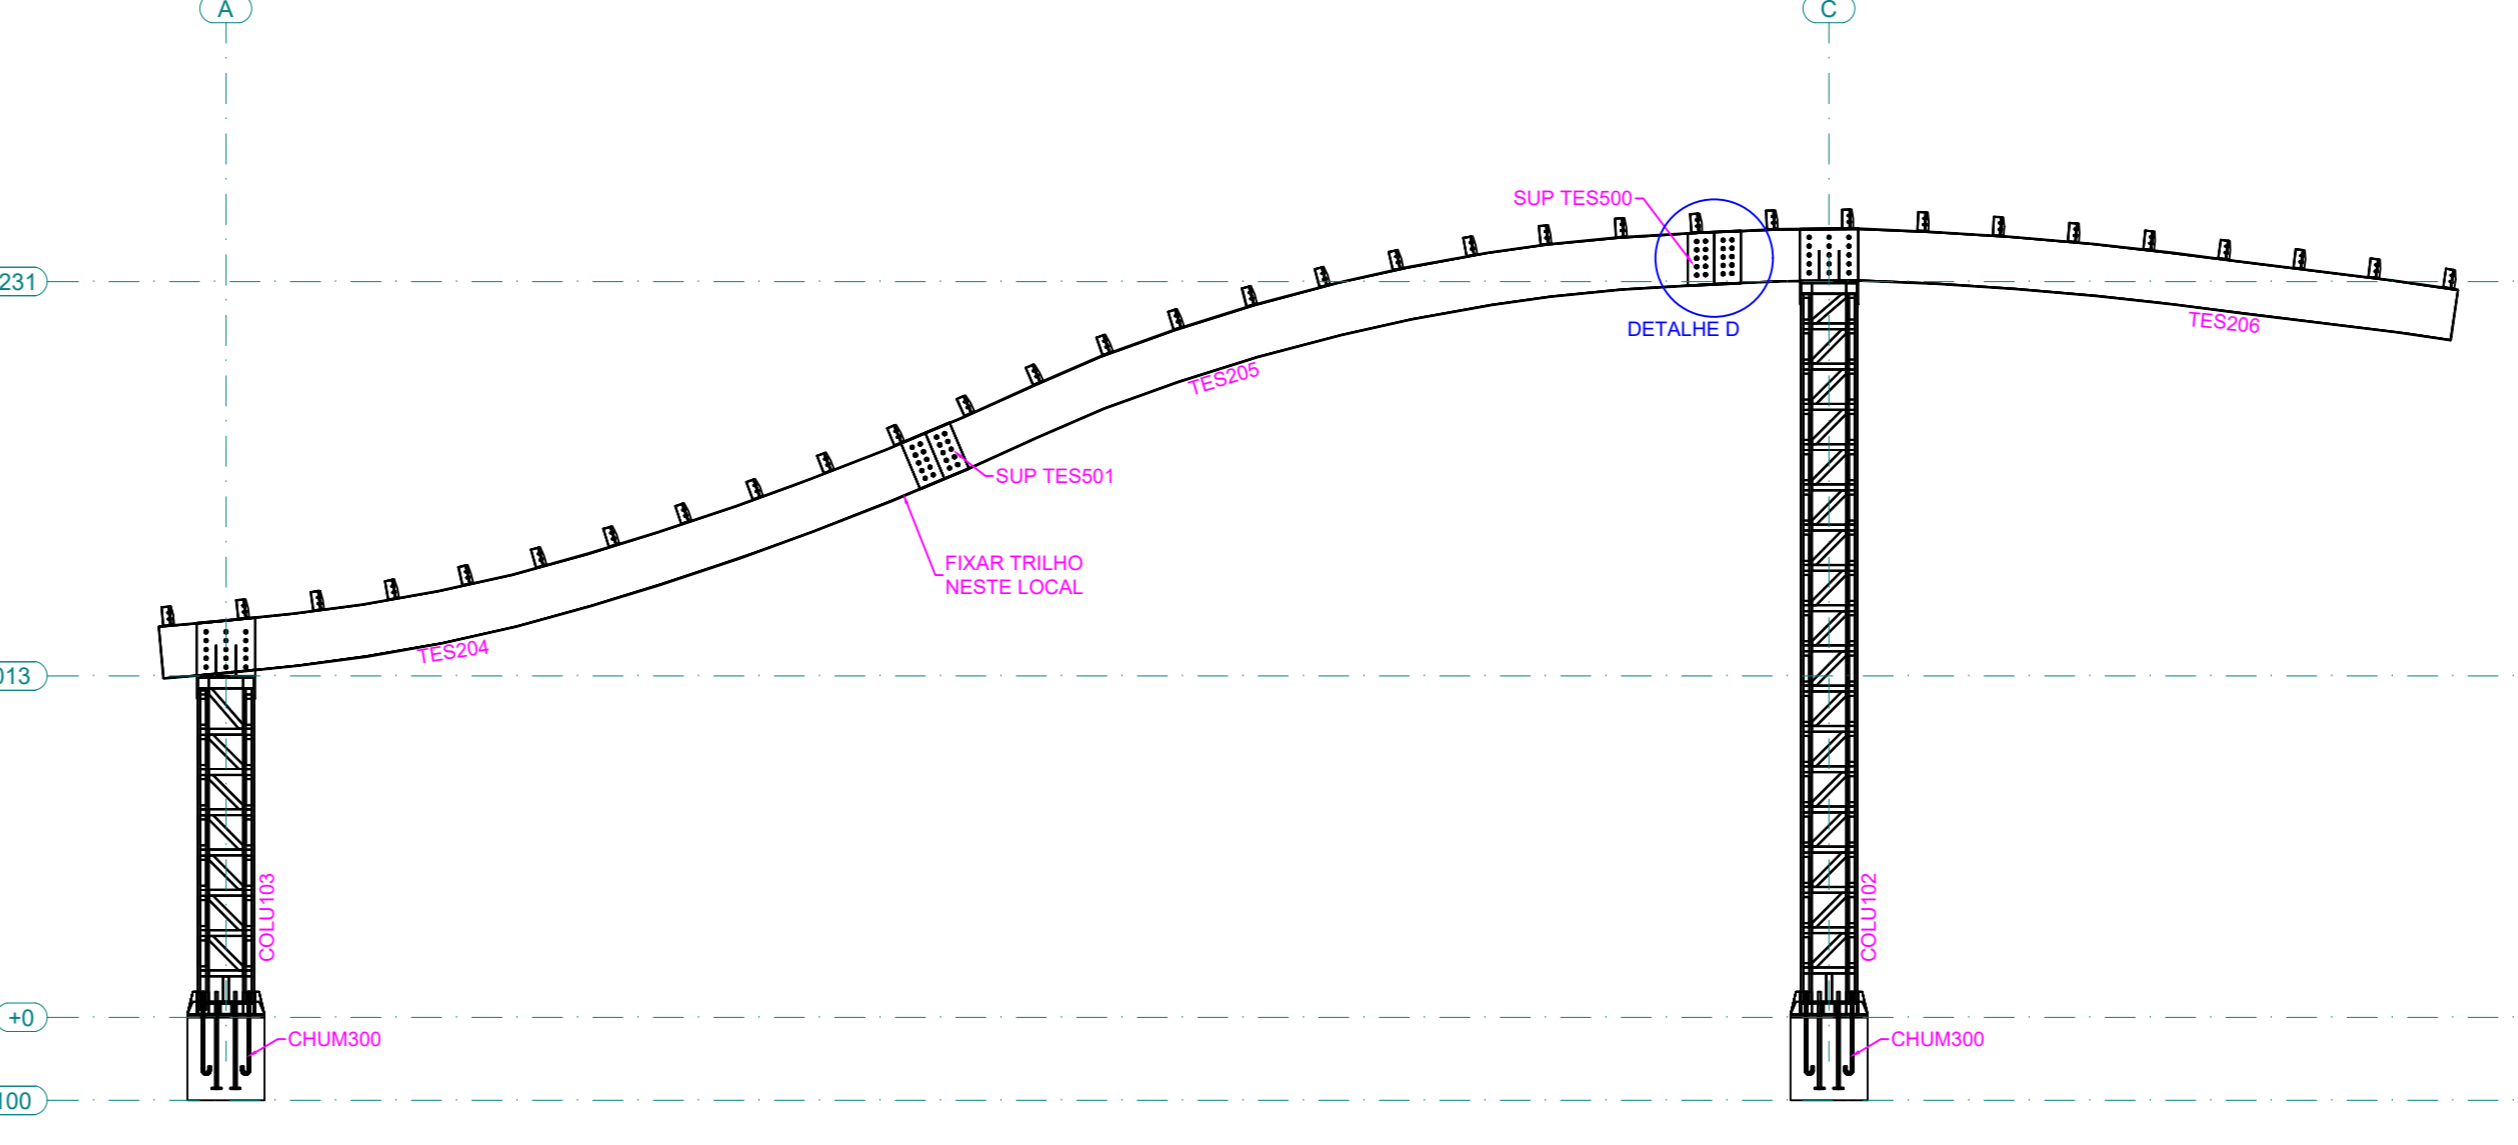 A
C
SUP TES500
231
DETALHE D
TES206
TES205
SUP TES501
FIXAR TRILHO
NESTE LOCAL
TES204
013
COLU103
COLU102
+0
CHUM300
CHUM300
100